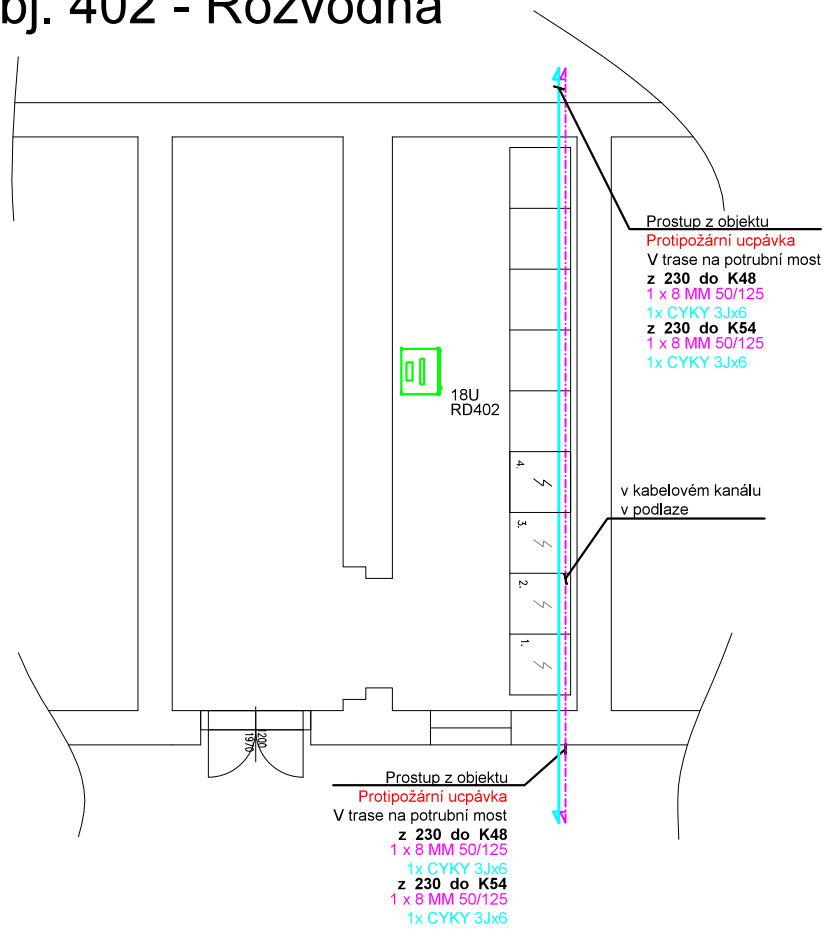 bj. 402 - Rozvodna
Prostup z objektu
Protipožární ucpávka
V trase na potrubní most
z 230 do K48
1 x 8 MM 50/125
1x CYKY 3Jx6
z 230 do K54
1 x 8 MM 50/125
1x CYKY 3Jx6
18U
RD402
4.
v kabelovém kanálu
v podlaze
3.
2.
1.
1200
1970
Prostup z objektu
Protipožární ucpávka
V trase na potrubní most
z 230 do K48
1 x 8 MM 50/125
1x CYKY 3Jx6
z 230 do K54
1 x 8 MM 50/125
1x CYKY 3Jx6